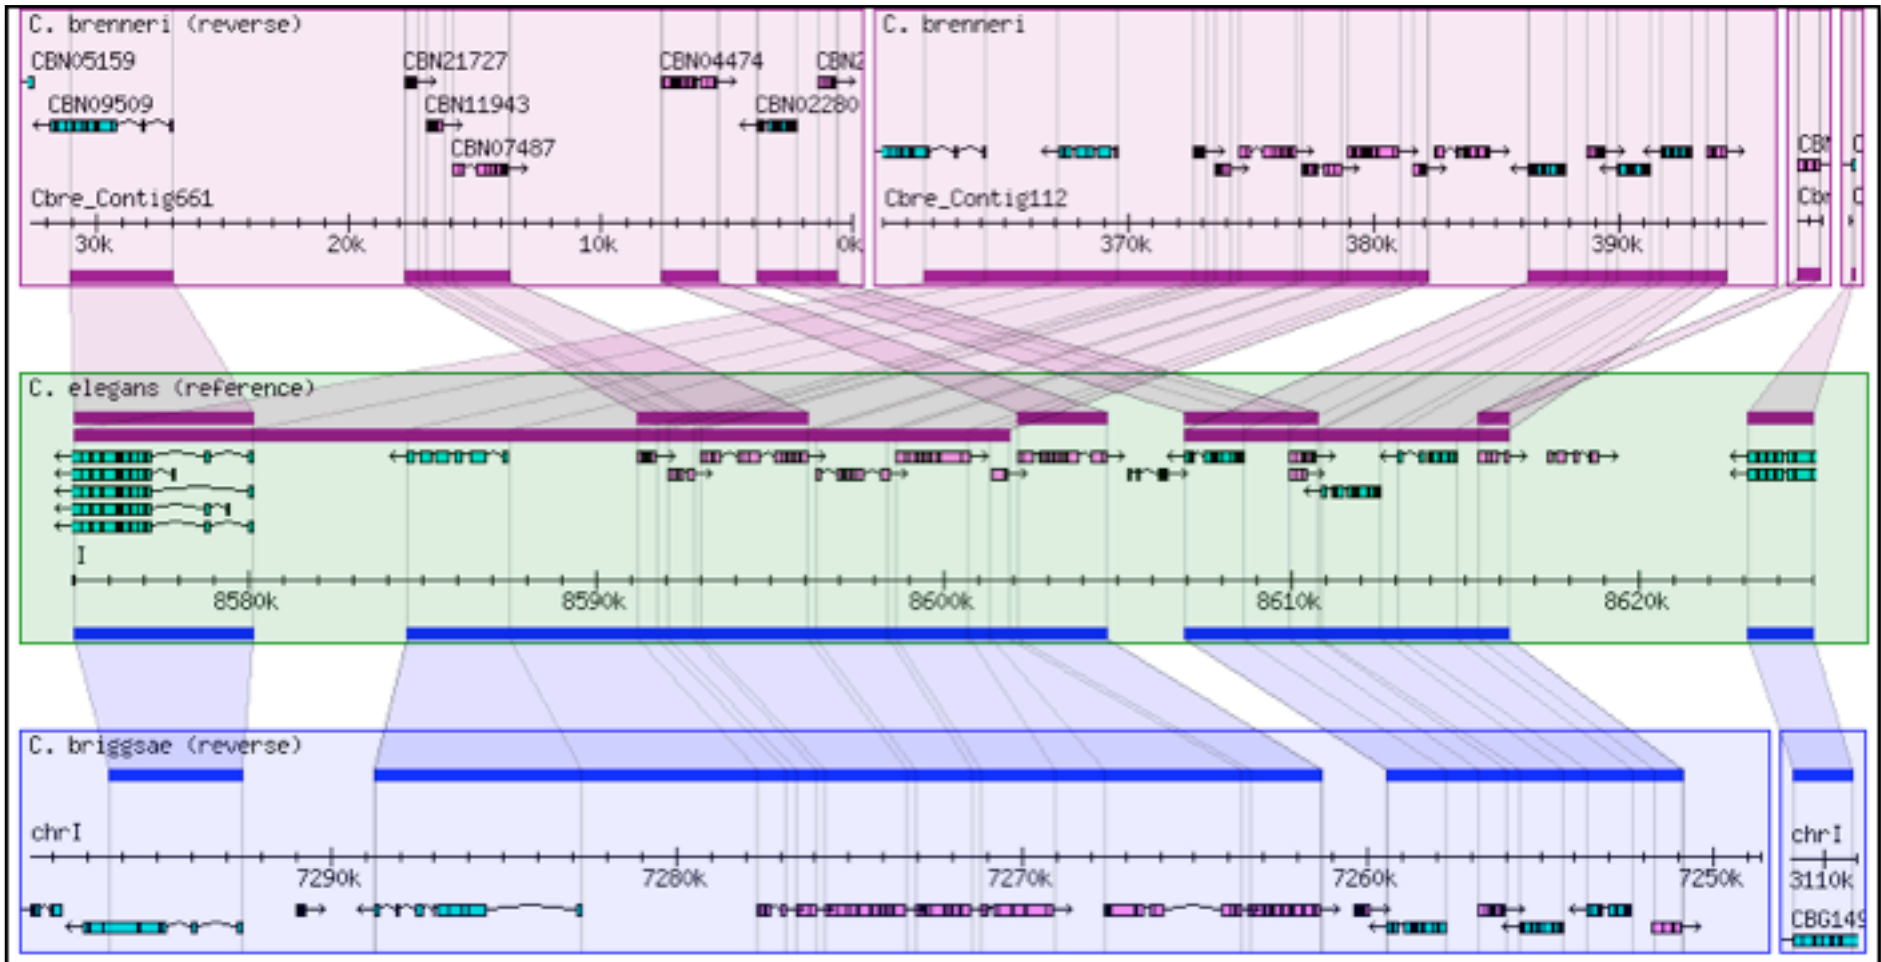 C. brenneri (reverse)
CBN05159 CBN21727 CBN04474 CBN2
CBN09509 CBN11943 CBN02280
CBN07487
Cbre_Contig661
30k 20k 10k 0k
C. brenneri
Cbre_Contig112
370k 380k 390k
C. elegans (reference)
I
8580k 8590k 8600k 8610k 8620k
C. briggsae (reverse)
chrI
7290k 7280k 7270k 7260k 7250k
chrI
3110k
CBG149